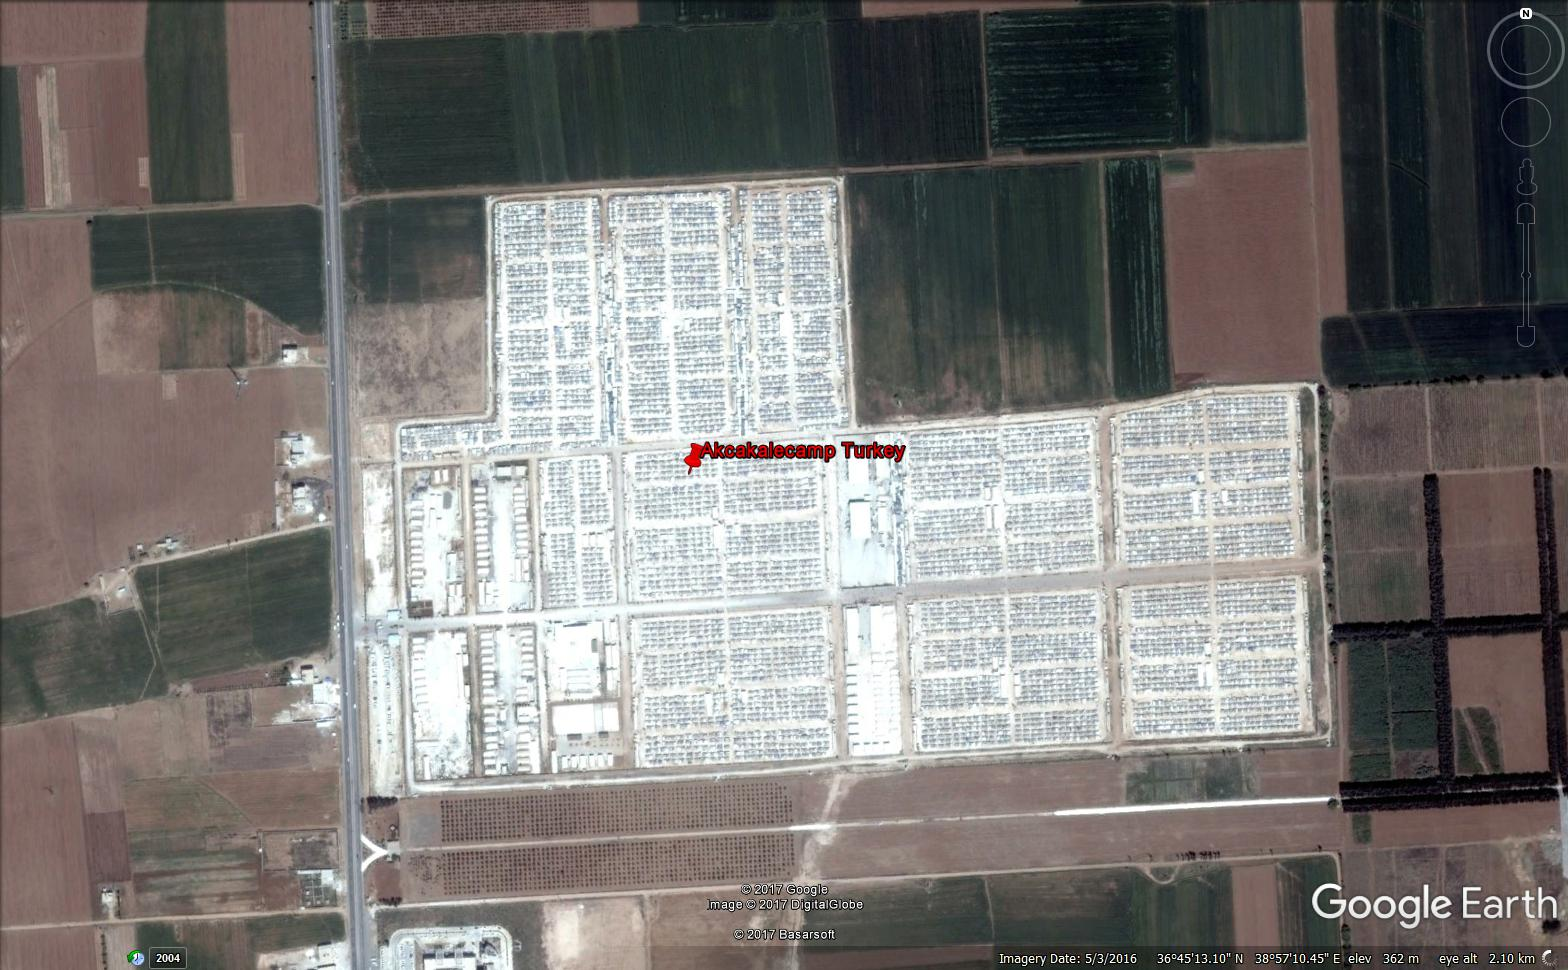 N
Akcakalecamp Turkey
© 2017 Google
Image © 2017 DigitalGlobe
© 2017 Basarsoft
Google Earth
2004
Imagery Date: 5/3/2016 36°45'13.10" N 38°57'10.45" E elev 362 m eye alt 2.10 km